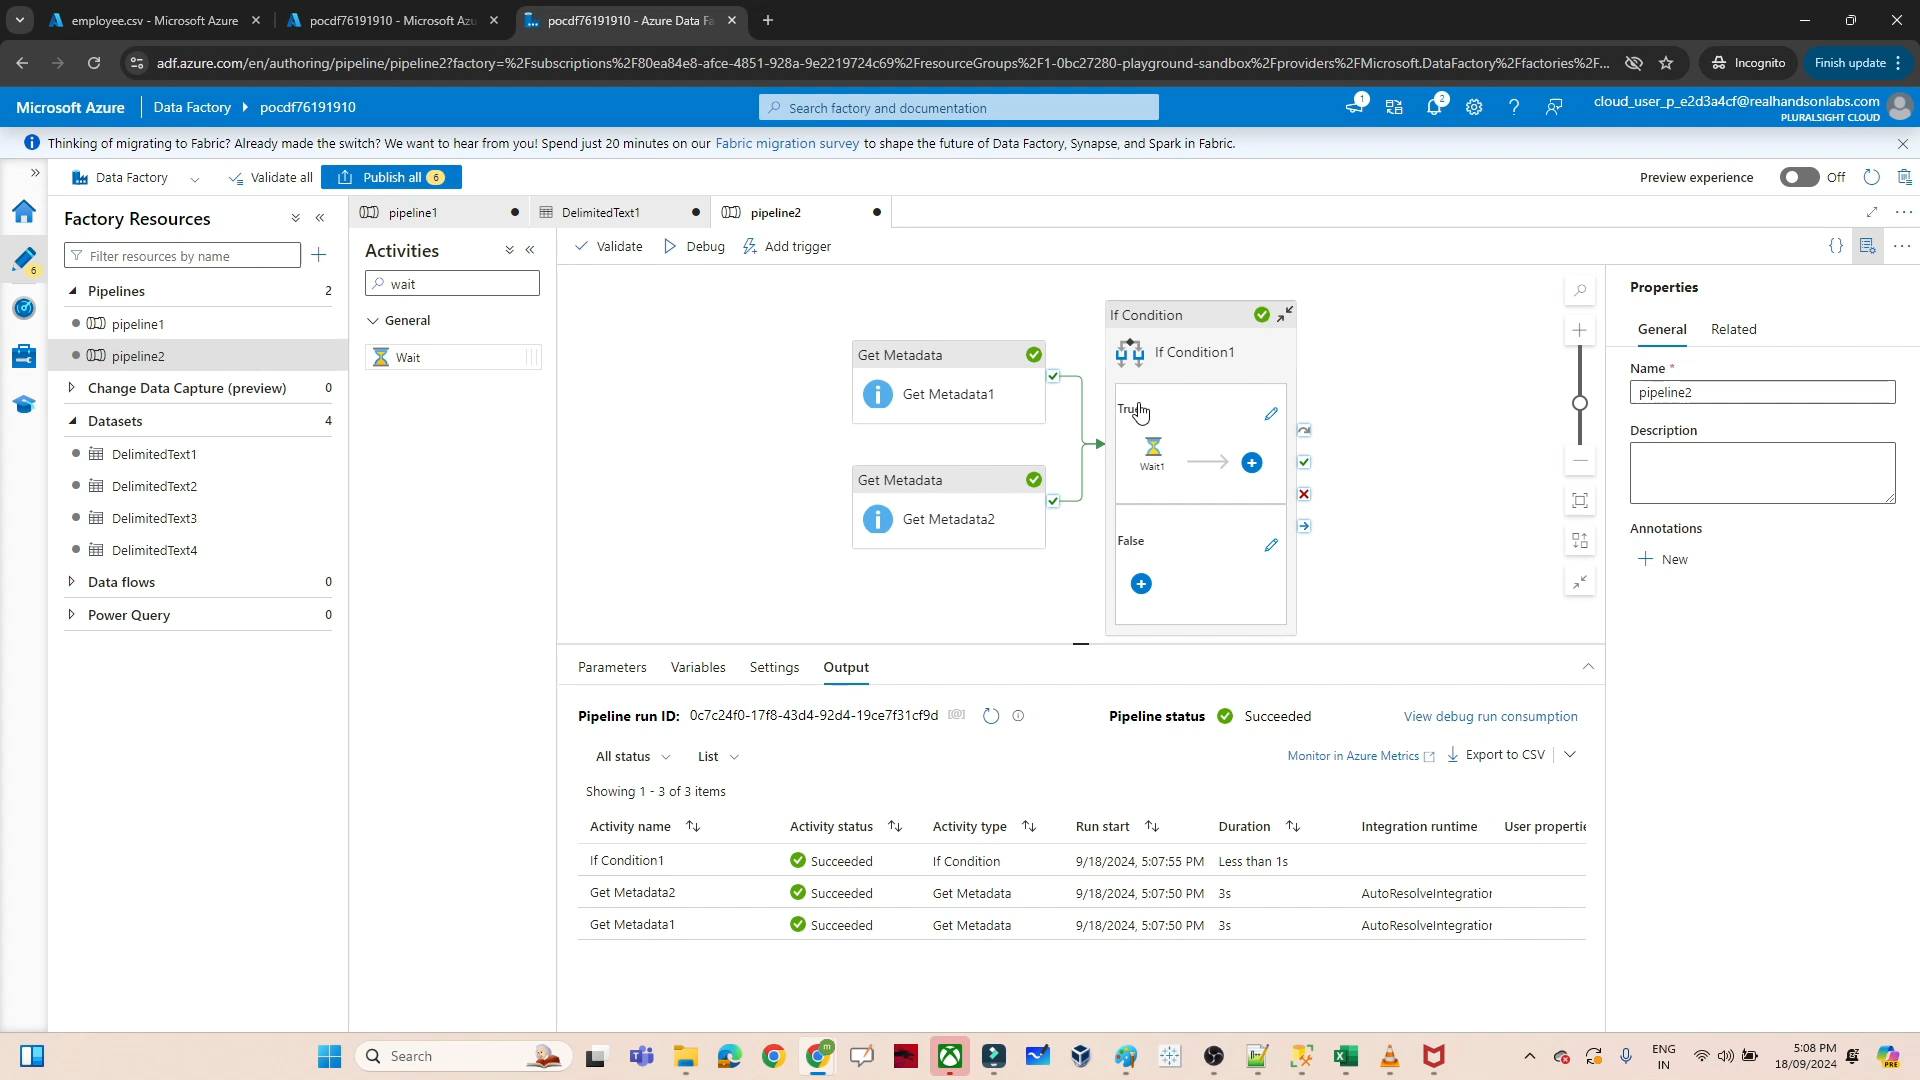 employee.csv - Microsoft Azure
pocdf76191910 - Microsoft Azu
pocdf76191910 - Azure Data Fa
adf.azure.com/en/authoring/pipeline/pipeline2?factory=%2Fsubscriptions%2F80ea84e8-afce-4851-928a-9e2219724c69%2FresourceGroups%2F1-0bc27280-playground-sandbox%2Fproviders%2FMicrosoft.DataFactory%2Ffactories%2F...
Incognito
Finish update
Microsoft Azure
Data Factory
pocdf76191910
Search factory and documentation
1
2
cloud_user_p_e2d3a4cf@realhandsonlabs.com
PLURALSIGHT CLOUD
Thinking of migrating to Fabric? Already made the switch? We want to hear from you! Spend just 20 minutes on our Fabric migration survey to shape the future of Data Factory, Synapse, and Spark in Fabric.
Data Factory
Validate all
Publish all 6
Preview experience
Off
Factory Resources
6
Filter resources by name
Pipelines 2
pipeline1
pipeline2
Change Data Capture (preview) 0
Datasets 4
DelimitedText1
DelimitedText2
DelimitedText3
DelimitedText4
Data flows 0
Power Query 0
pipeline1
DelimitedText1
pipeline2
Activities
wait
General
Wait
Validate
Debug
Add trigger
Get Metadata
Get Metadata1
Get Metadata
Get Metadata2
If Condition
If Condition1
True
Wait1
False
Properties
General
Related
Name *
pipeline2
Description
Annotations
New
Parameters
Variables
Settings
Output
Pipeline run ID: 0c7c24f0-17f8-43d4-92d4-19ce7f31cf9d
Pipeline status Succeeded
View debug run consumption
All status
List
Monitor in Azure Metrics
Export to CSV
Showing 1 - 3 of 3 items
Activity name Activity status Activity type Run start Duration Integration runtime User propertie
If Condition1 Succeeded If Condition 9/18/2024, 5:07:55 PM Less than 1s
Get Metadata2 Succeeded Get Metadata 9/18/2024, 5:07:50 PM 3s AutoResolveIntegration
Get Metadata1 Succeeded Get Metadata 9/18/2024, 5:07:50 PM 3s AutoResolveIntegration
Search
ENG
IN
5:08 PM
18/09/2024
PRE